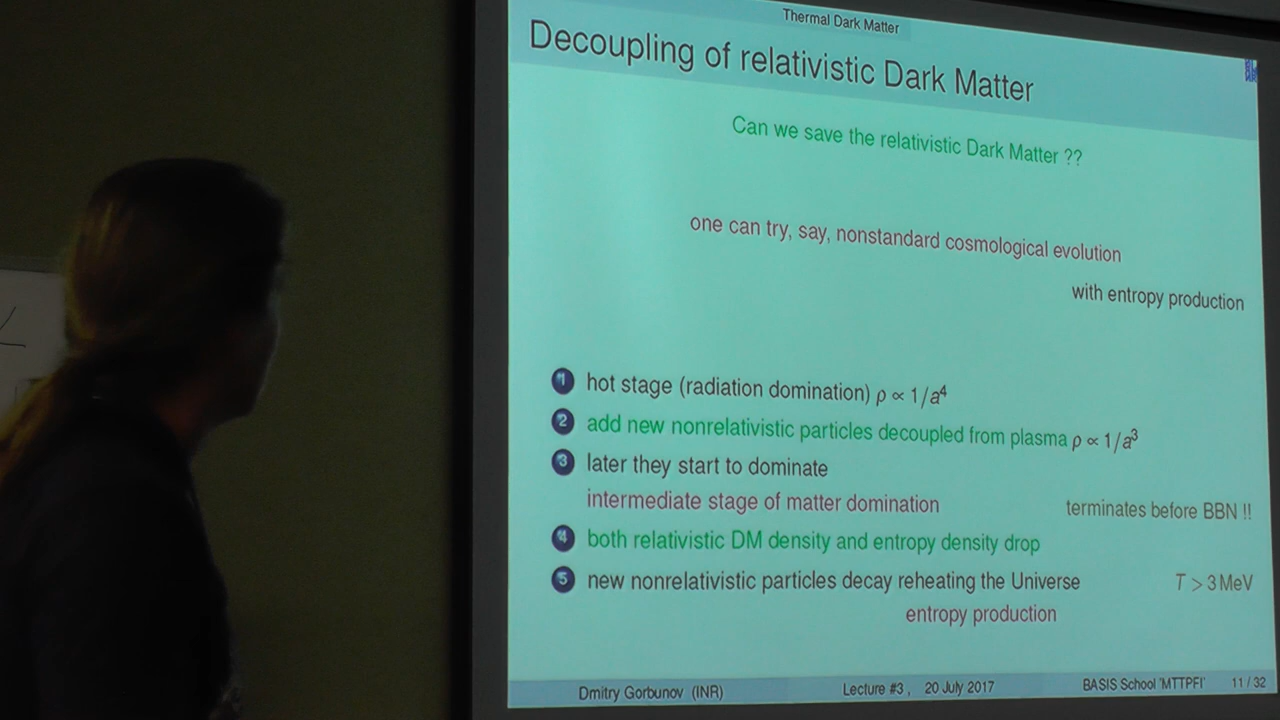 Thermal Dark Matter
Decoupling of relativistic Dark Matter
Can we save the relativistic Dark Matter ??
one can try, say, nonstandard cosmological evolution
with entropy production
1 hot stage (radiation domination) ρ ∝ 1/a⁴
2 add new nonrelativistic particles decoupled from plasma ρ ∝ 1/a³
3 later they start to dominate
intermediate stage of matter domination terminates before BBN !!
4 both relativistic DM density and entropy density drop
5 new nonrelativistic particles decay reheating the Universe T > 3 MeV
entropy production
Dmitry Gorbunov (INR) Lecture #3 , 20 July 2017 BASIS School 'MTTPFI' 11 / 32